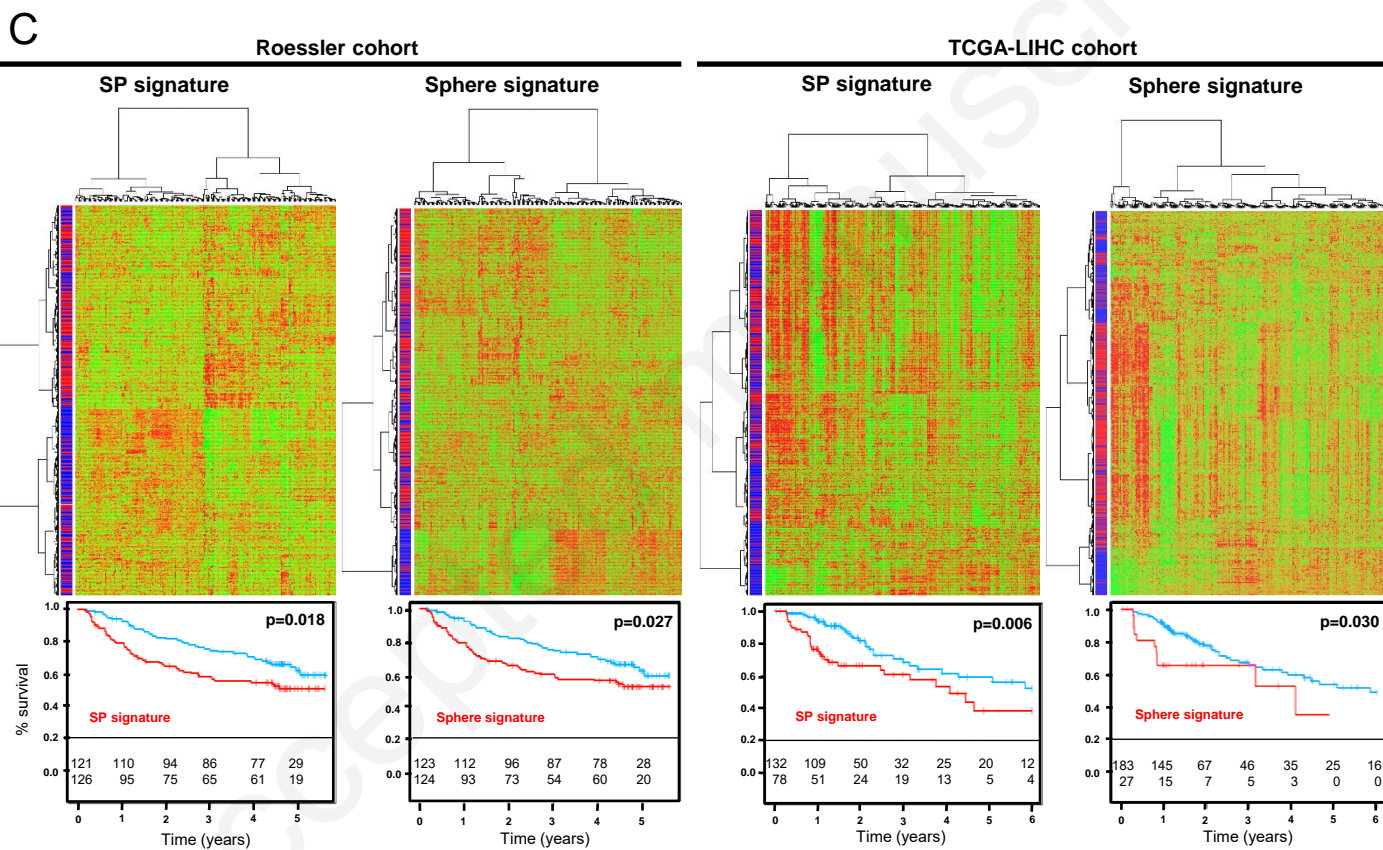 C
Roessler cohort
TCGA-LIHC cohort
SP signature
Sphere signature
SP signature
Sphere signature
% survival
1.0
0.8
0.6
0.4
0.2
0.0
p=0.018
SP signature
121 110 94 86 77 29
126 95 75 65 61 19
0 1 2 3 4 5
Time (years)
1.0
0.8
0.6
0.4
0.2
0.0
p=0.027
Sphere signature
123 112 96 87 78 28
124 93 73 54 60 20
0 1 2 3 4 5
Time (years)
1.0
0.8
0.6
0.4
0.2
0.0
p=0.006
SP signature
132 109 50 32 25 20 12
78 51 24 19 13 5 4
0 1 2 3 4 5 6
Time (years)
1.0
0.8
0.6
0.4
0.2
0.0
p=0.030
Sphere signature
183 145 67 46 35 25 16
27 15 7 5 3 0 0
0 1 2 3 4 5 6
Time (years)